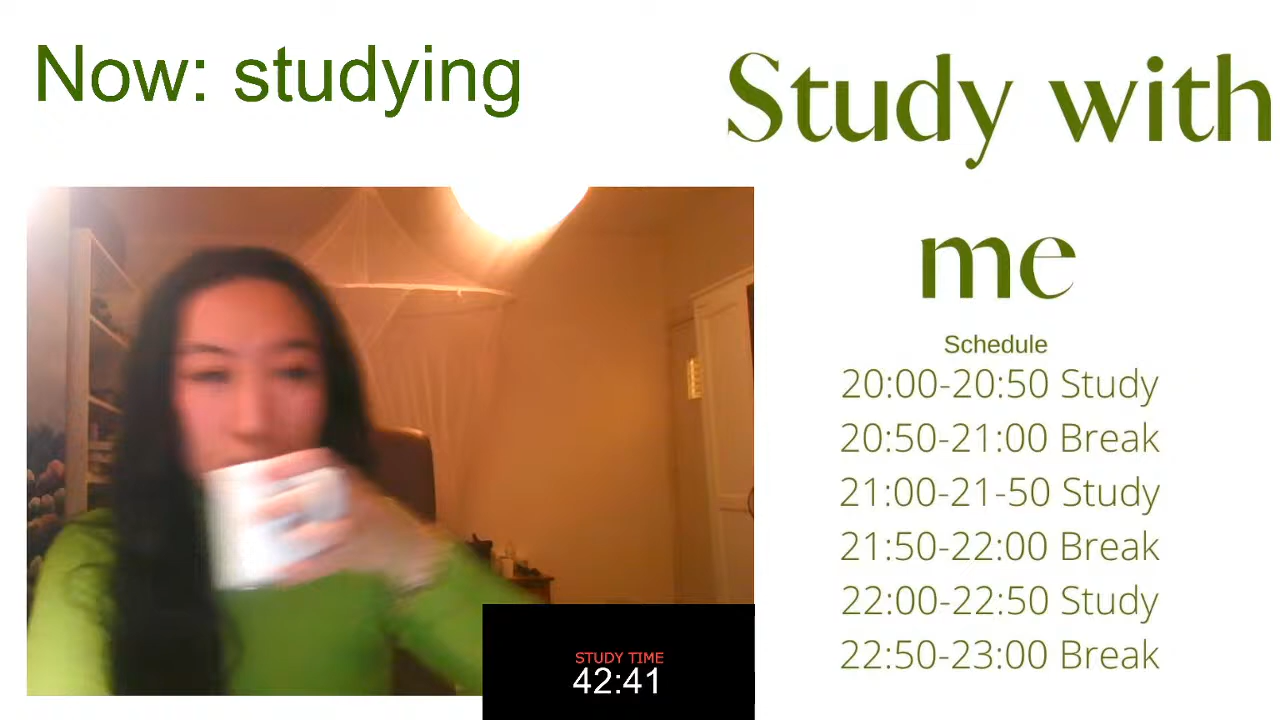 Now: studying
Study with
me
Schedule
20:00-20:50 Study
20:50-21:00 Break
21:00-21-50 Study
21:50-22:00 Break
22:00-22:50 Study
22:50-23:00 Break
STUDY TIME
42:41